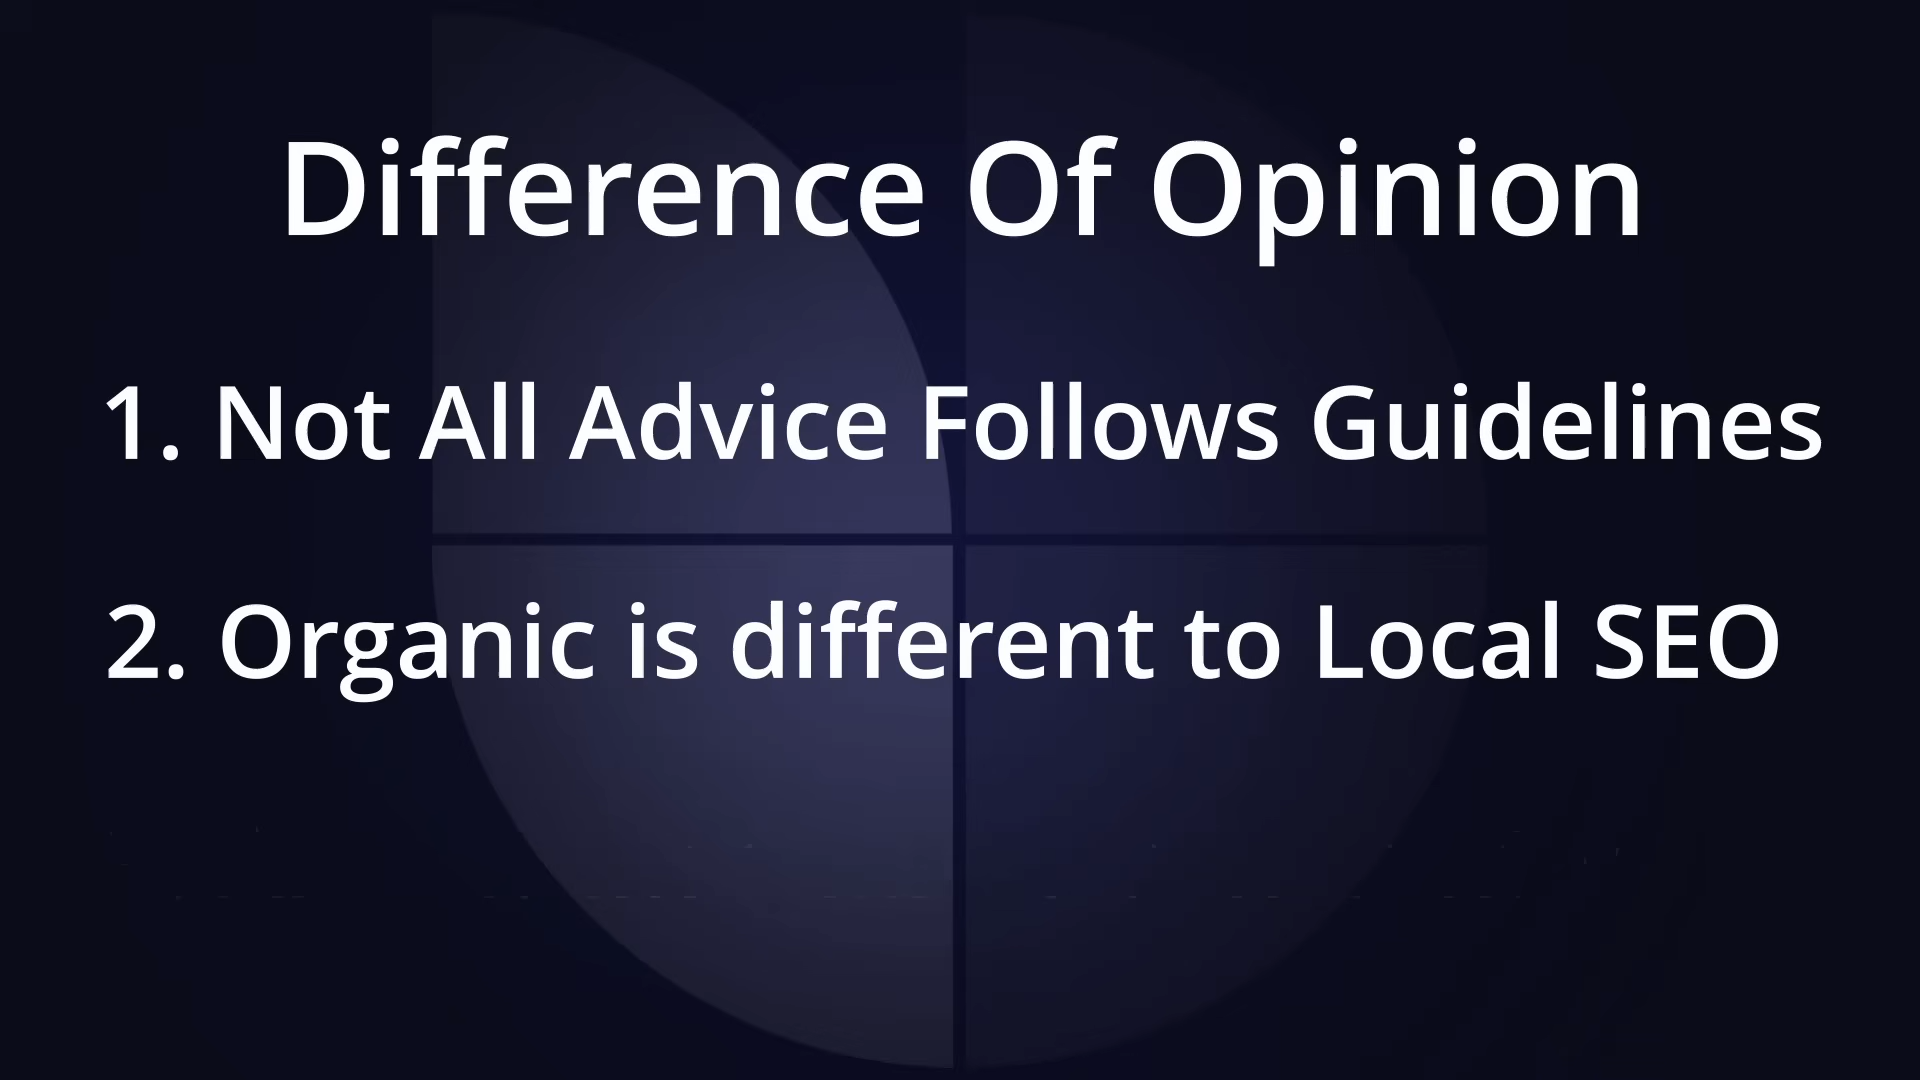 Difference Of Opinion
1. Not All Advice Follows Guidelines
2. Organic is different to Local SEO